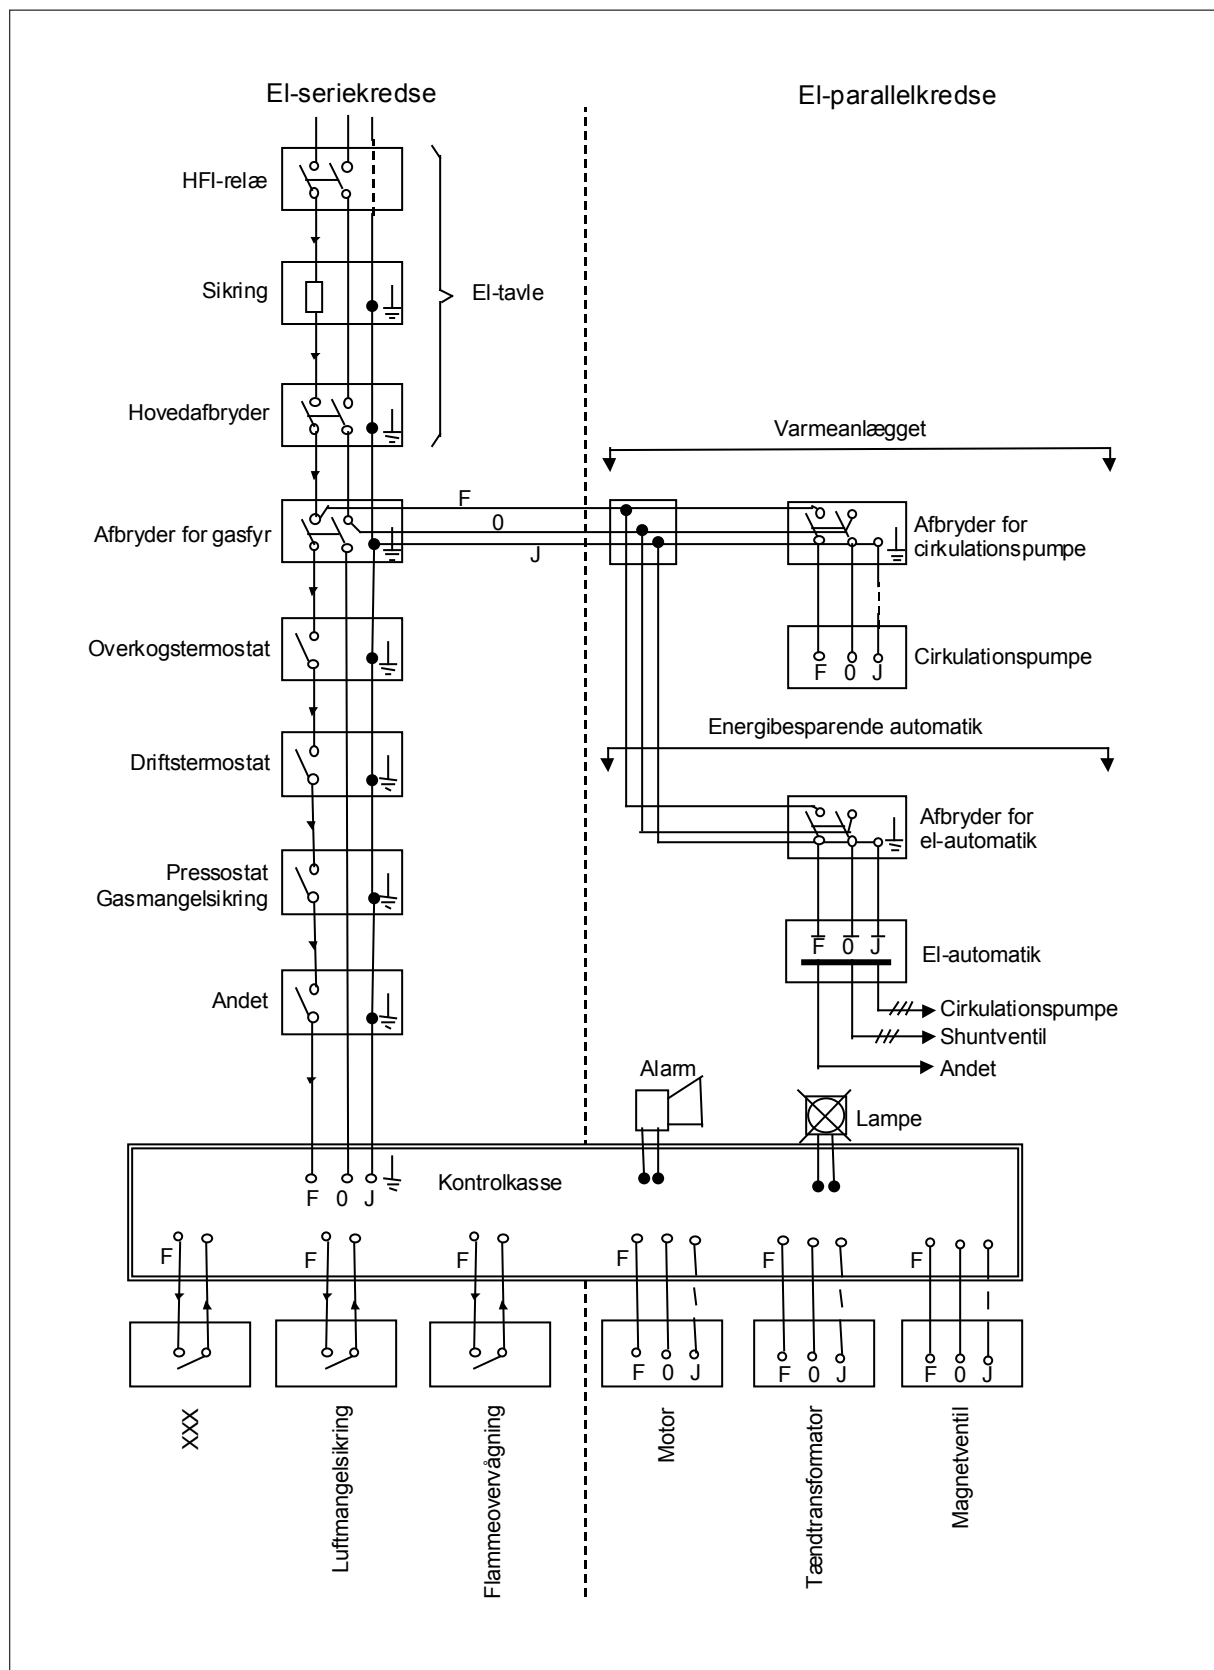 El-seriekredse
El-parallelkredse
HFI-relæ
Sikring
El-tavle
Hovedafbryder
Varmeanlægget
F
0
J
Afbryder for gasfyr
Afbryder for
cirkulationspumpe
Overkogstermostat
Cirkulationspumpe
F 0 J
Energibesparende automatik
Driftstermostat
Afbryder for
el-automatik
Pressostat
Gasmangelsikring
F 0 J
El-automatik
Andet
Cirkulationspumpe
Shuntventil
Andet
Alarm
Lampe
Kontrolkasse
F 0 J
F
F
F
F
F
F
F 0 J
F 0 J
F 0 J
XXX
Luftmangelsikring
Flammeovervågning
Motor
Tændtransformator
Magnetventil